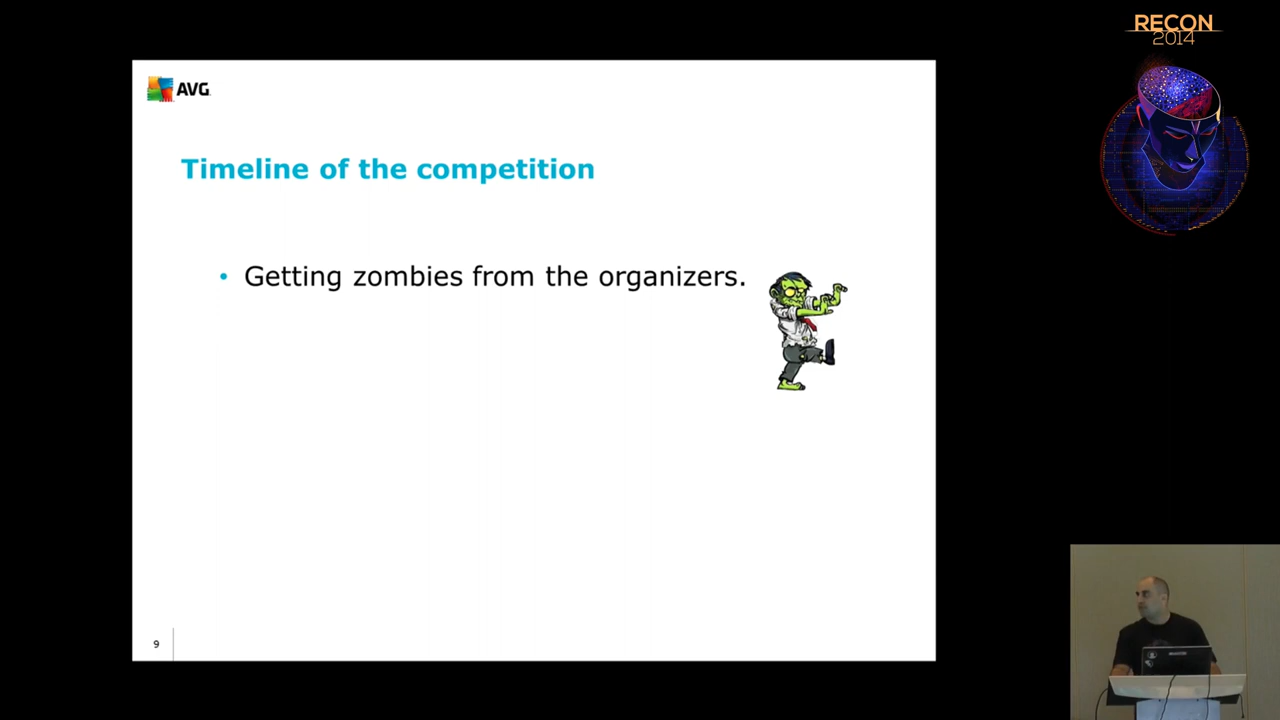 RECON
2014
AVG
Timeline of the competition
• Getting zombies from the organizers.
9